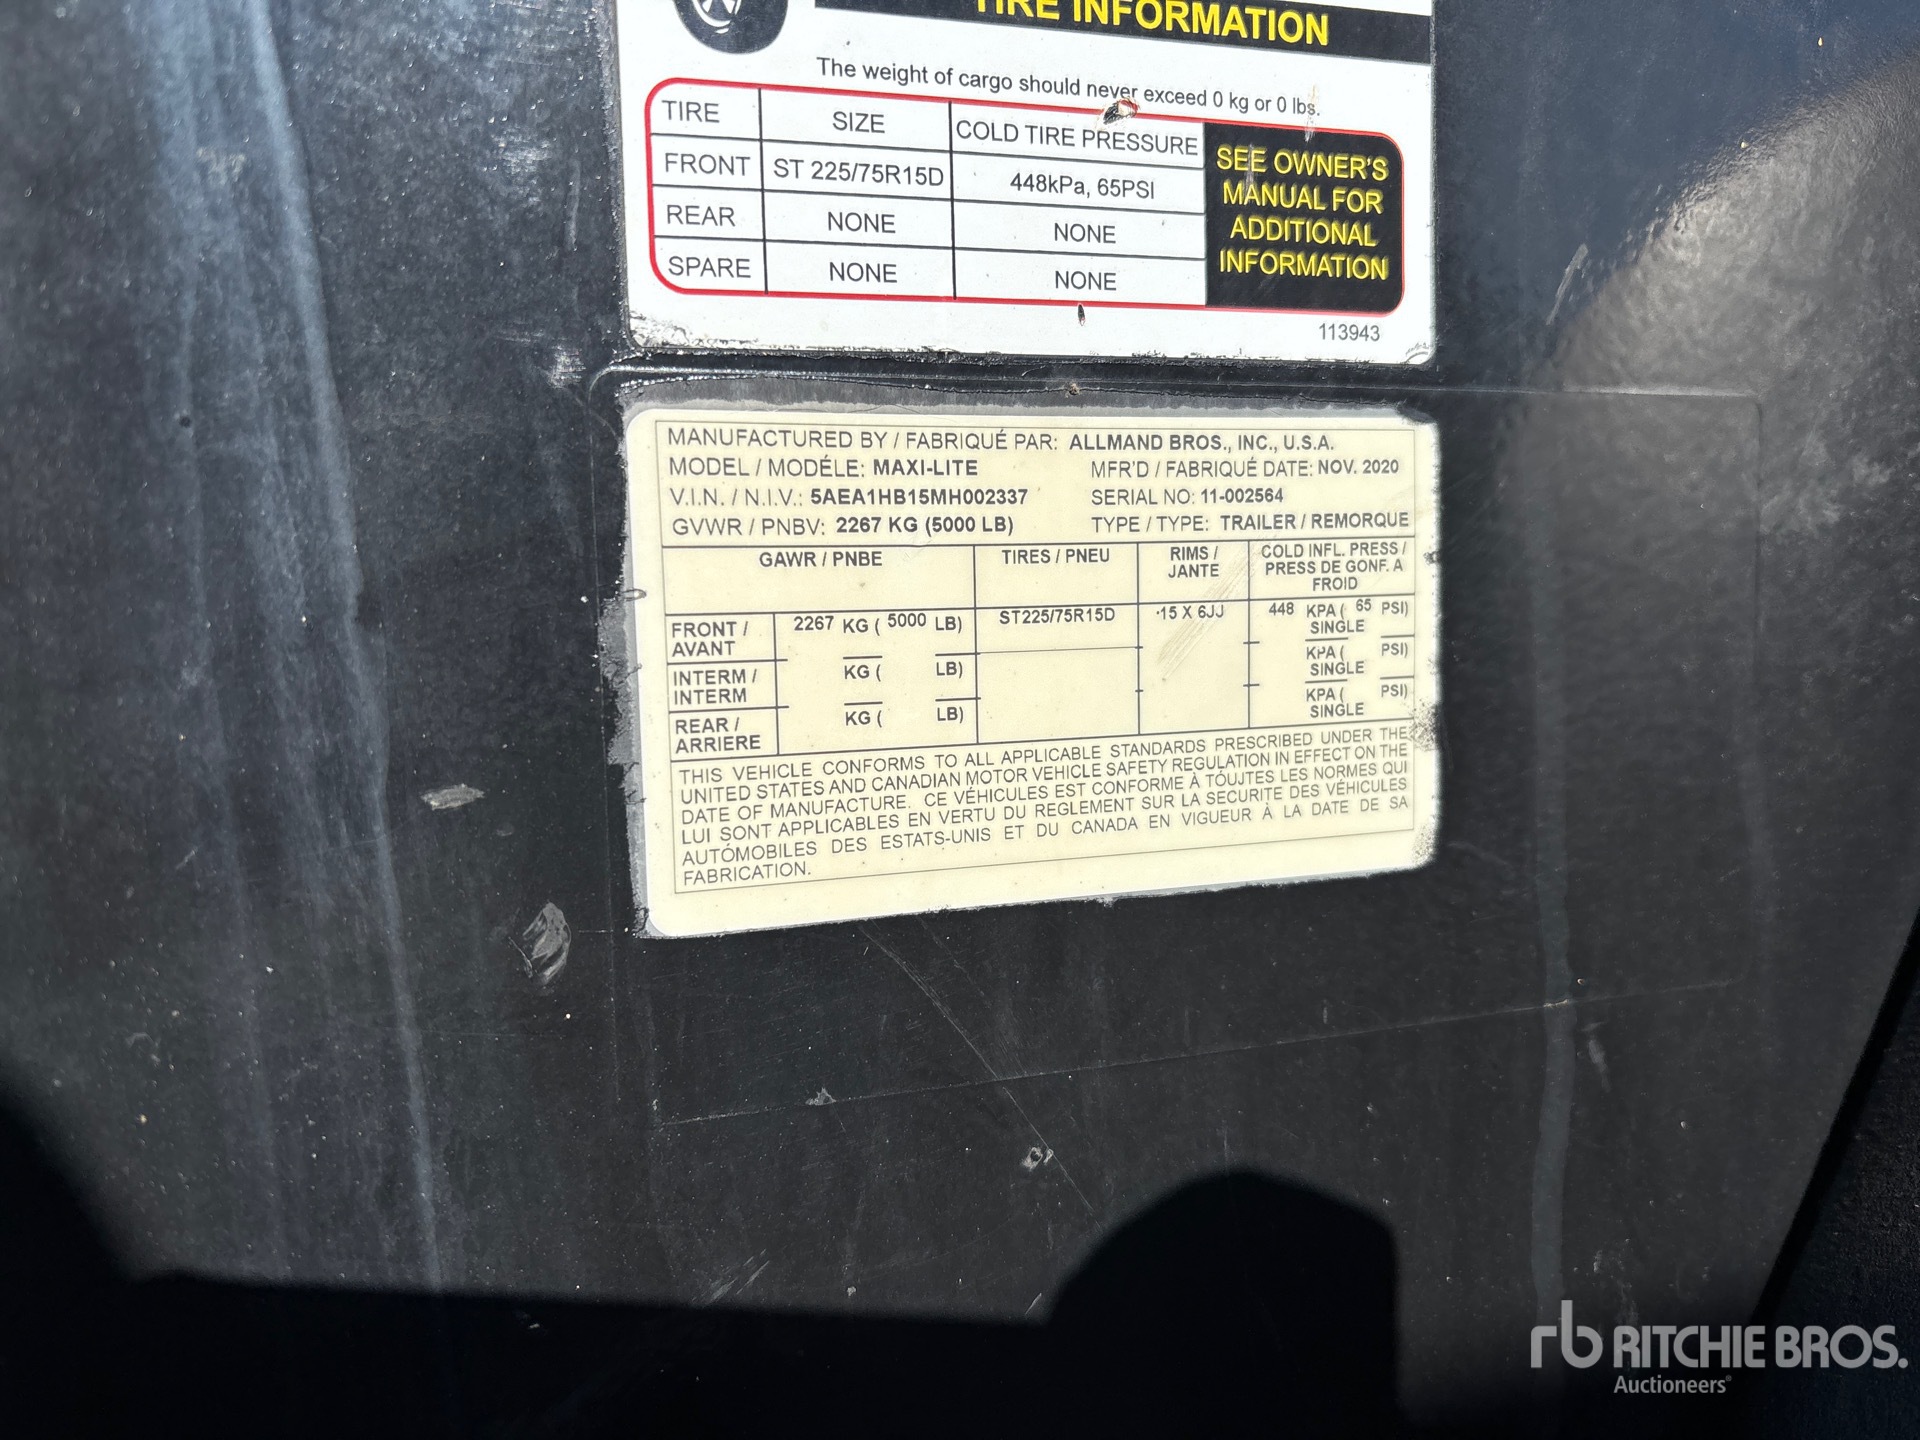 TIRE INFORMATION
The weight of cargo should never exceed 0 kg or 0 lbs.
TIRE SIZE COLD TIRE PRESSURE
FRONT ST 225/75R15D 448kPa, 65PSI
REAR NONE NONE
SPARE NONE NONE
SEE OWNER'S
MANUAL FOR
ADDITIONAL
INFORMATION
113943
MANUFACTURED BY / FABRIQUÉ PAR: ALLMAND BROS., INC., U.S.A.
MODEL / MODÉLE: MAXI-LITE MFR'D / FABRIQUÉ DATE: NOV. 2020
V.I.N. / N.I.V.: 5AEA1HB15MH002337 SERIAL NO: 11-002564
GVWR / PNBV: 2267 KG (5000 LB) TYPE / TYPE: TRAILER / REMORQUE
GAWR / PNBE TIRES / PNEU RIMS / JANTE COLD INFL. PRESS / PRESS DE GONF. A FROID
FRONT / AVANT 2267 KG ( 5000 LB) ST225/75R15D 15 X 6JJ 448 KPA ( 65 PSI) SINGLE
INTERM / INTERM KG ( LB) KPA ( PSI) SINGLE
REAR / ARRIERE KG ( LB) KPA ( PSI) SINGLE
THIS VEHICLE CONFORMS TO ALL APPLICABLE STANDARDS PRESCRIBED UNDER THE
UNITED STATES AND CANADIAN MOTOR VEHICLE SAFETY REGULATION IN EFFECT ON THE
DATE OF MANUFACTURE. CE VÉHICULES EST CONFORME À TÓUJTES LES NORMES QUI
LUI SONT APPLICABLES EN VERTU DU REGLEMENT SUR LA SECURITE DES VÉHICULES
AUTÓMOBILES DES ESTATS-UNIS ET DU CANADA EN VIGUEUR À LA DATE DE SA
FABRICATION.
rb RITCHIE BROS.
Auctioneers